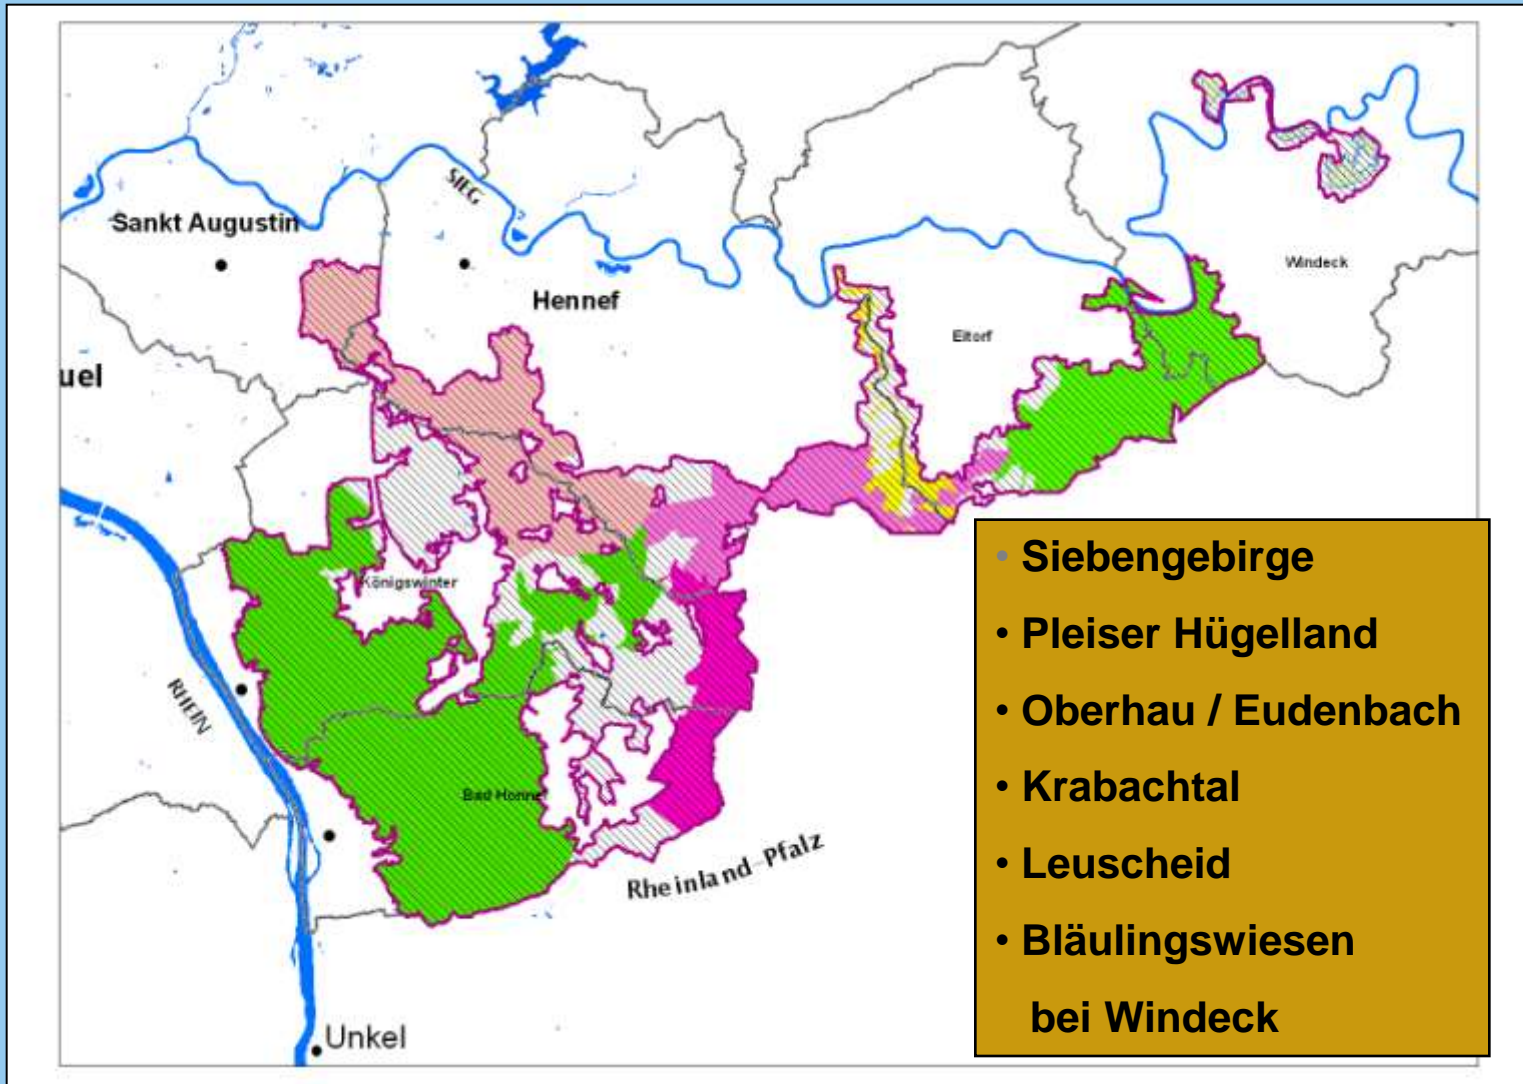 SIEG
Sankt Augustin
Windeck
Hennef
Eitorf
uel
Königswinter
RHEIN
Bad Honnef
Rheinland-Pfalz
Unkel
• Siebengebirge
• Pleiser Hügelland
• Oberhau / Eudenbach
• Krabachtal
• Leuscheid
• Bläulingswiesen
bei Windeck